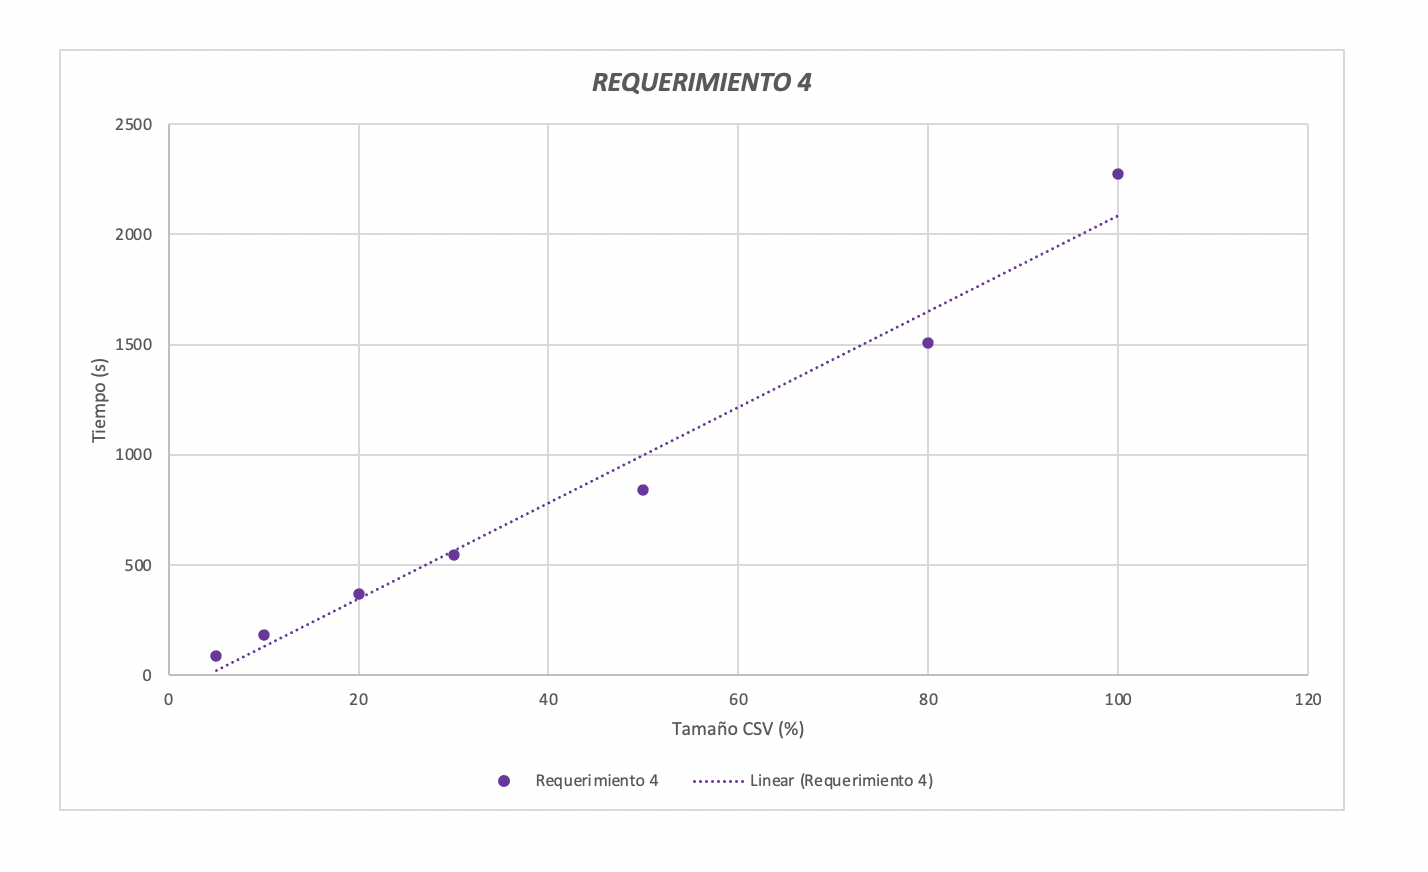 REQUERIMIENTO 4
2500
2000
1500
1000
500
0
Tiempo (s)
0 20 40 60 80 100 120
Tamaño CSV (%)
Requerimiento 4 Linear (Requerimiento 4)